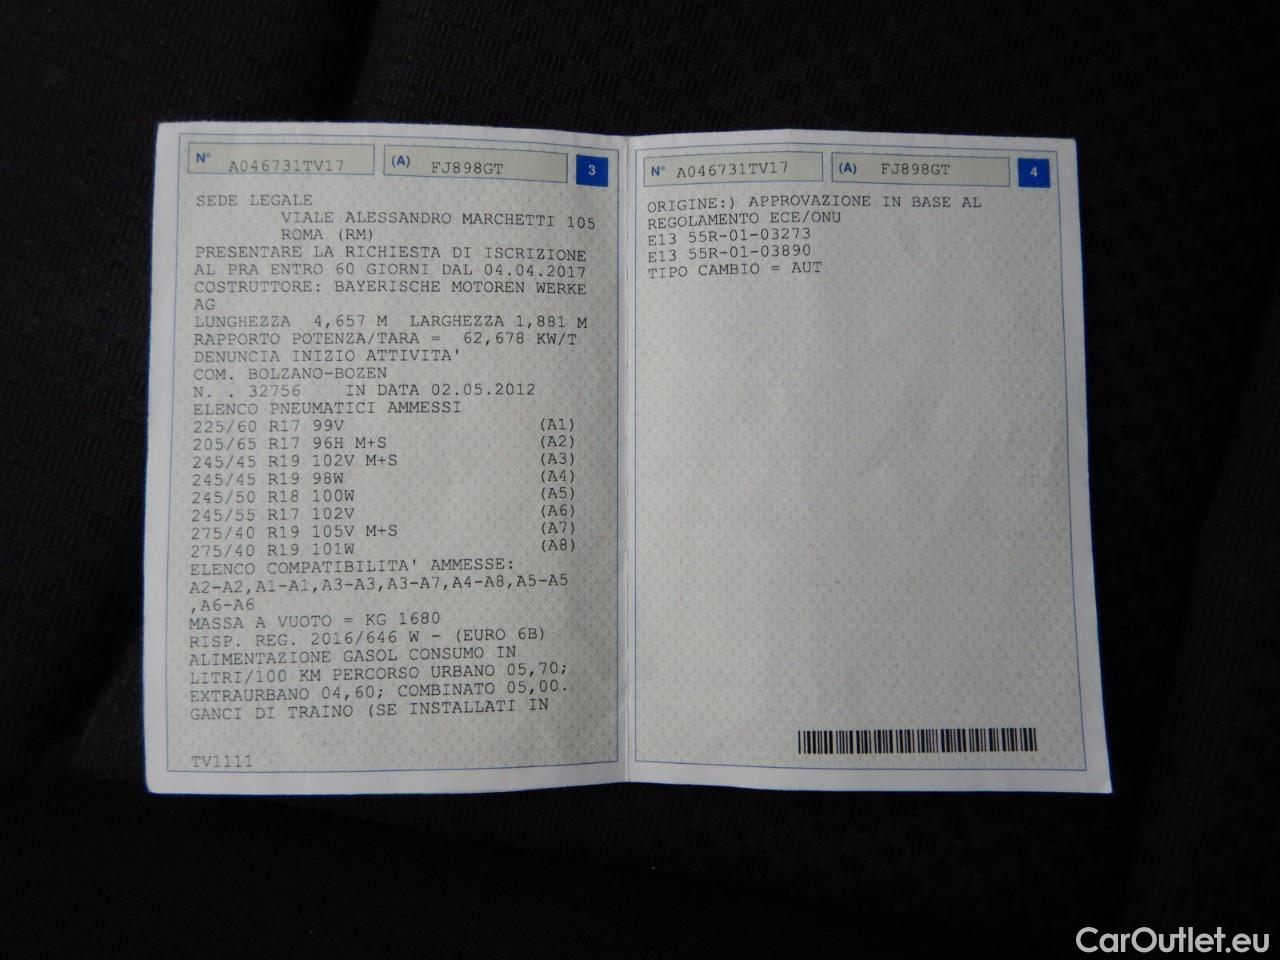 N° A046731TV17 (A) FJ898GT 3
SEDE LEGALE
VIALE ALESSANDRO MARCHETTI 105
ROMA (RM)
PRESENTARE LA RICHIESTA DI ISCRIZIONE
AL PRA ENTRO 60 GIORNI DAL 04.04.2017
COSTRUTTORE: BAYERISCHE MOTOREN WERKE
AG
LUNGHEZZA 4,657 M LARGHEZZA 1,881 M
RAPPORTO POTENZA/TARA = 62,678 KW/T
DENUNCIA INIZIO ATTIVITA'
COM. BOLZANO-BOZEN
N. . 32756 IN DATA 02.05.2012
ELENCO PNEUMATICI AMMESSI
225/60 R17 99V (A1)
205/65 R17 96H M+S (A2)
245/45 R19 102V M+S (A3)
245/45 R19 98W (A4)
245/50 R18 100W (A5)
245/55 R17 102V (A6)
275/40 R19 105V M+S (A7)
275/40 R19 101W (A8)
ELENCO COMPATIBILITA' AMMESSE:
A2-A2,A1-A1,A3-A3,A3-A7,A4-A8,A5-A5
,A6-A6
MASSA A VUOTO = KG 1680
RISP. REG. 2016/646 W - (EURO 6B)
ALIMENTAZIONE GASOL CONSUMO IN
LITRI/100 KM PERCORSO URBANO 05,70;
EXTRAURBANO 04,60; COMBINATO 05,00.
GANCI DI TRAINO (SE INSTALLATI IN
TV1111
N° A046731TV17 (A) FJ898GT 4
ORIGINE:) APPROVAZIONE IN BASE AL
REGOLAMENTO ECE/ONU
E13 55R-01-03273
E13 55R-01-03890
TIPO CAMBIO = AUT
CarOutlet.eu